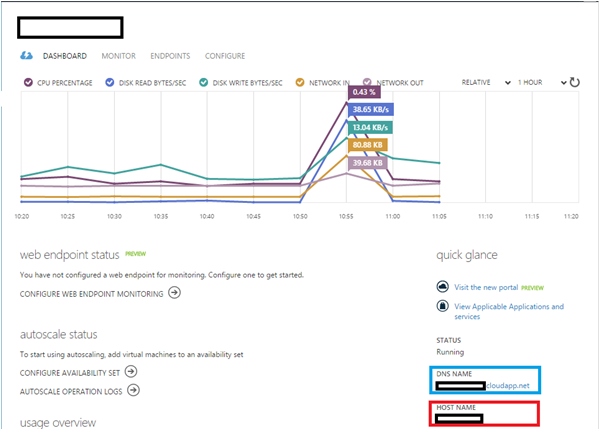 DASHBOARD MONITOR ENDPOINTS CONFIGURE
CPU PERCENTAGE DISK READ BYTES/SEC DISK WRITE BYTES/SEC NETWORK IN NETWORK OUT RELATIVE 1 HOUR
0.43 %
38.65 KB/s
13.04 KB/s
80.88 KB
39.68 KB
10:20 10:25 10:30 10:35 10:40 10:45 10:50 10:55 11:00 11:05 11:10 11:15 11:20
web endpoint status PREVIEW
You have not configured a web endpoint for monitoring. Configure one to get started.
CONFIGURE WEB ENDPOINT MONITORING
autoscale status
To start using autoscaling, add virtual machines to an availability set
CONFIGURE AVAILABILITY SET
AUTOSCALE OPERATION LOGS
usage overview
quick glance
Visit the new portal PREVIEW
View Applicable Applications and
services
STATUS
Running
DNS NAME
cloudapp.net
HOST NAME